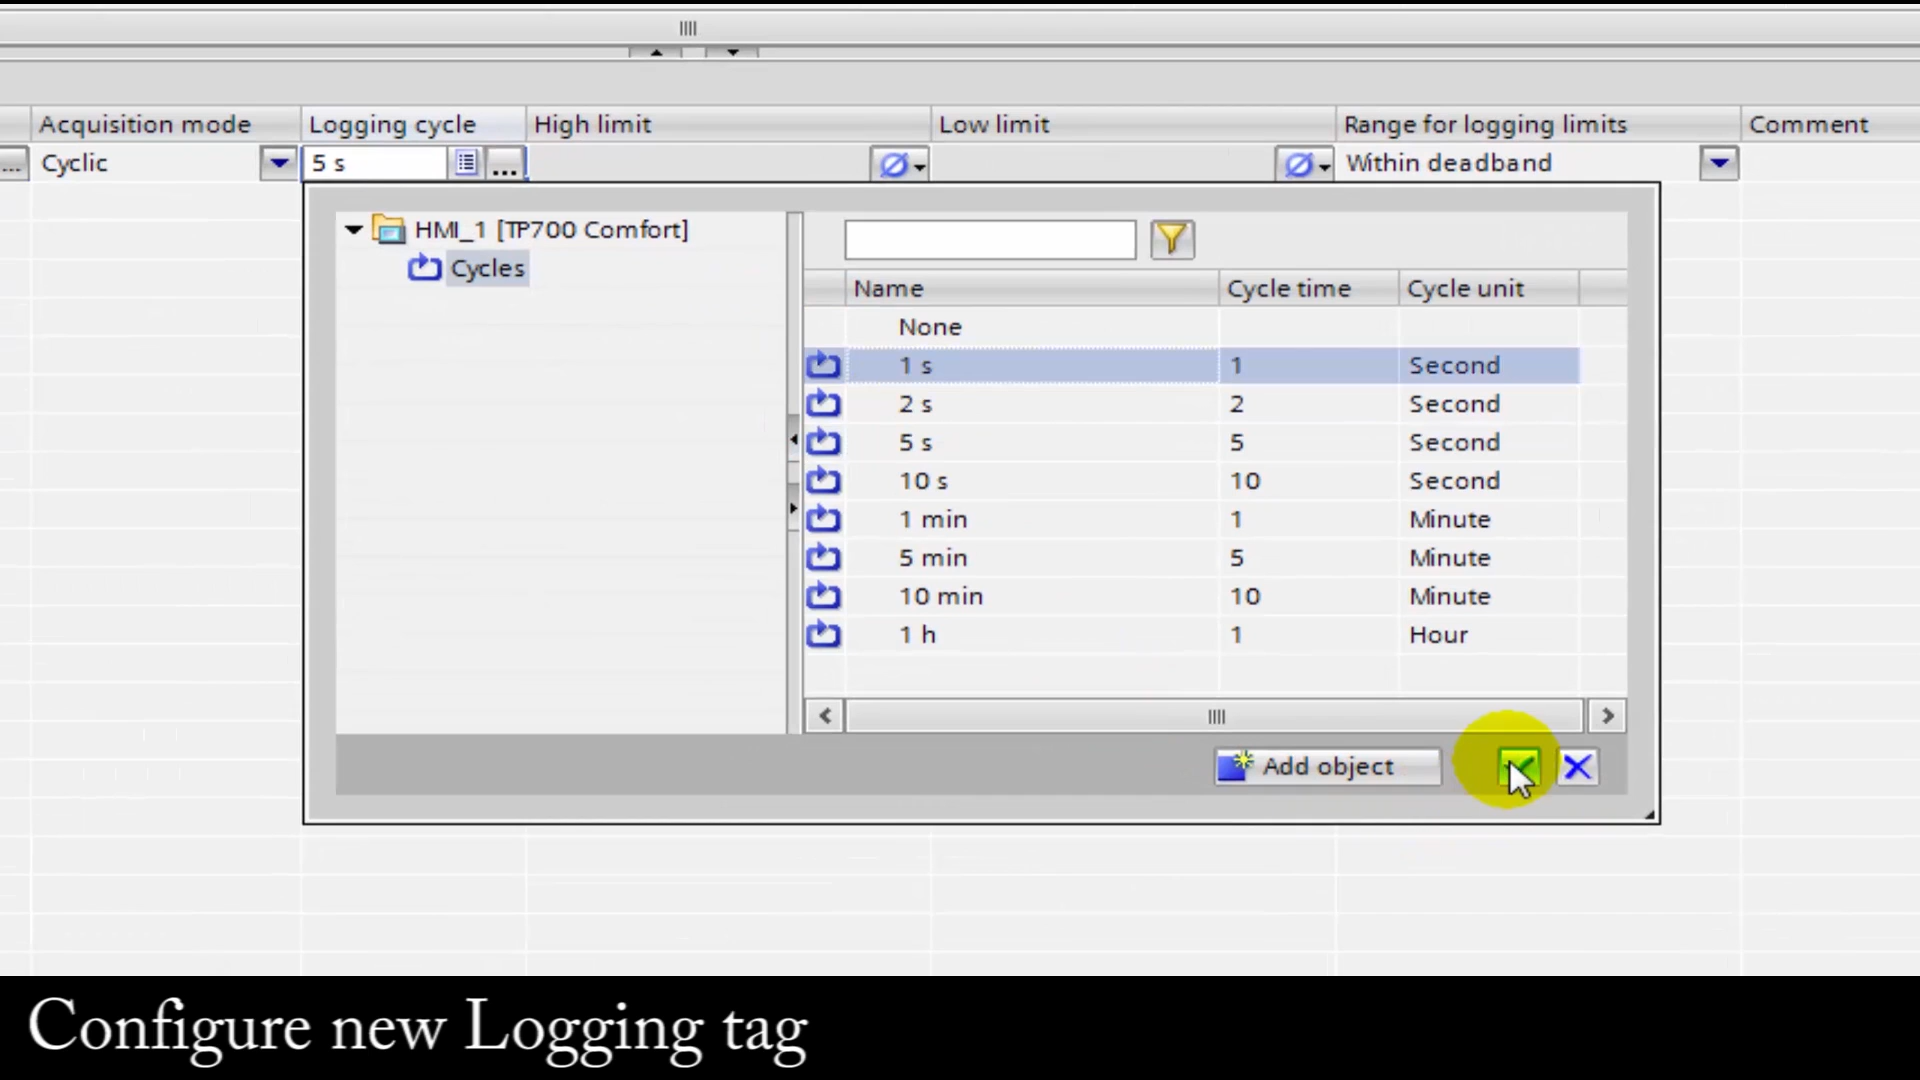 Acquisition mode Logging cycle High limit Low limit Range for logging limits Comment
... Cyclic 5 s ... Within deadband
HMI_1 [TP700 Comfort]
Cycles
Name Cycle time Cycle unit
None
1 s 1 Second
2 s 2 Second
5 s 5 Second
10 s 10 Second
1 min 1 Minute
5 min 5 Minute
10 min 10 Minute
1 h 1 Hour
Add object
Configure new Logging tag